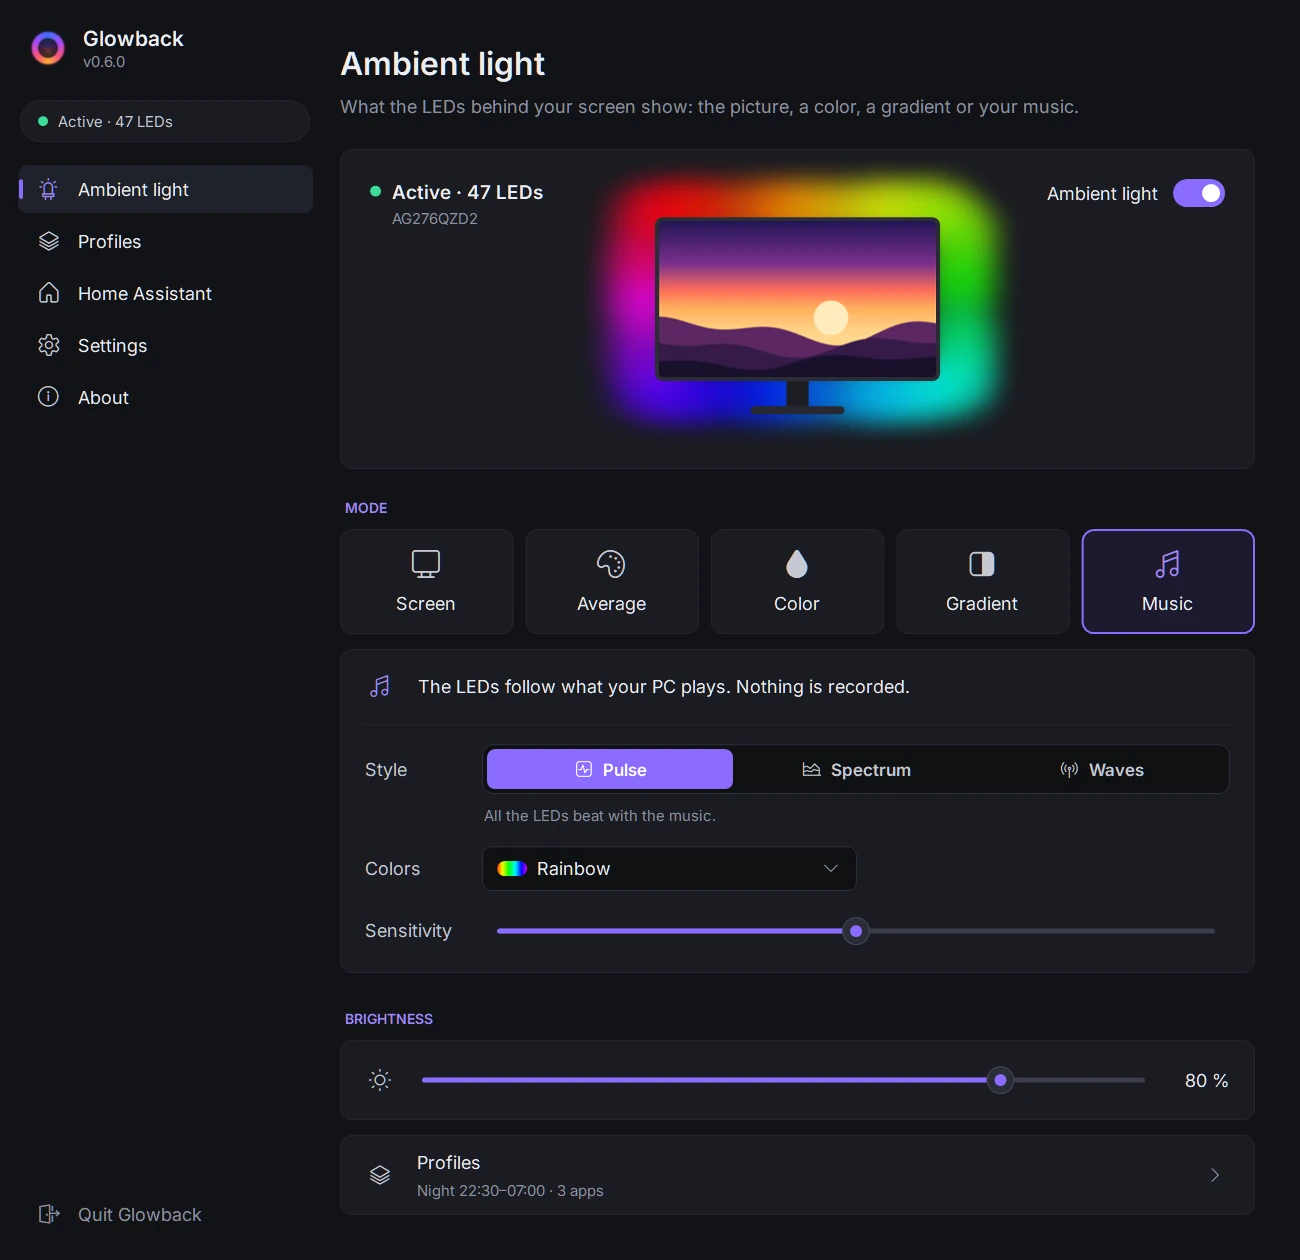 Glowback
v0.6.0
Active · 47 LEDs
Ambient light
Profiles
Home Assistant
Settings
About
Quit Glowback
Ambient light
What the LEDs behind your screen show: the picture, a color, a gradient or your music.
Active · 47 LEDs
AG276QZD2
Ambient light
MODE
Screen
Average
Color
Gradient
Music
The LEDs follow what your PC plays. Nothing is recorded.
Style
Pulse
Spectrum
Waves
All the LEDs beat with the music.
Colors
Rainbow
Sensitivity
BRIGHTNESS
80 %
Profiles
Night 22:30–07:00 · 3 apps